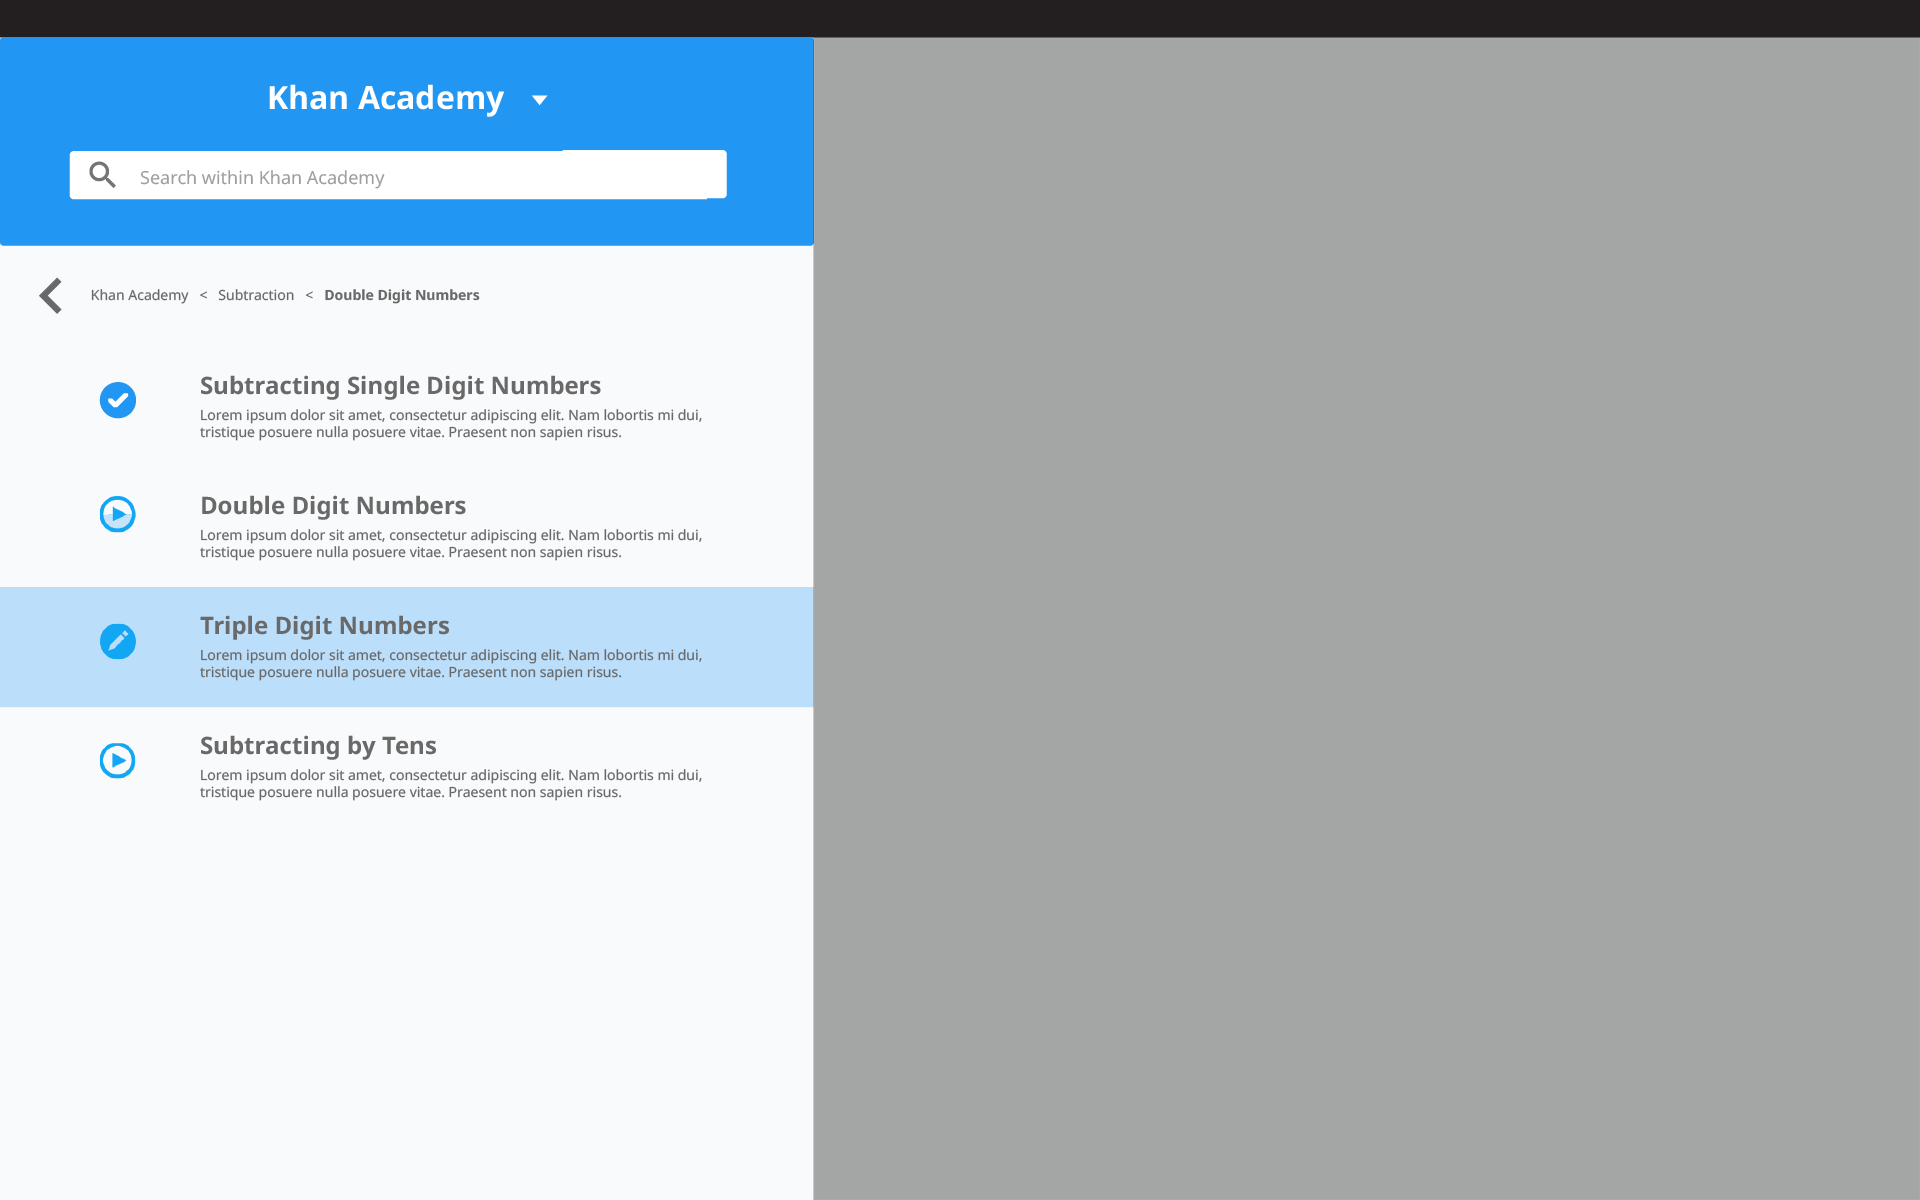 Khan Academy
Search within Khan Academy
Khan Academy < Subtraction < Double Digit Numbers
Subtracting Single Digit Numbers
Lorem ipsum dolor sit amet, consectetur adipiscing elit. Nam lobortis mi dui,
tristique posuere nulla posuere vitae. Praesent non sapien risus.
Double Digit Numbers
Lorem ipsum dolor sit amet, consectetur adipiscing elit. Nam lobortis mi dui,
tristique posuere nulla posuere vitae. Praesent non sapien risus.
Triple Digit Numbers
Lorem ipsum dolor sit amet, consectetur adipiscing elit. Nam lobortis mi dui,
tristique posuere nulla posuere vitae. Praesent non sapien risus.
Subtracting by Tens
Lorem ipsum dolor sit amet, consectetur adipiscing elit. Nam lobortis mi dui,
tristique posuere nulla posuere vitae. Praesent non sapien risus.